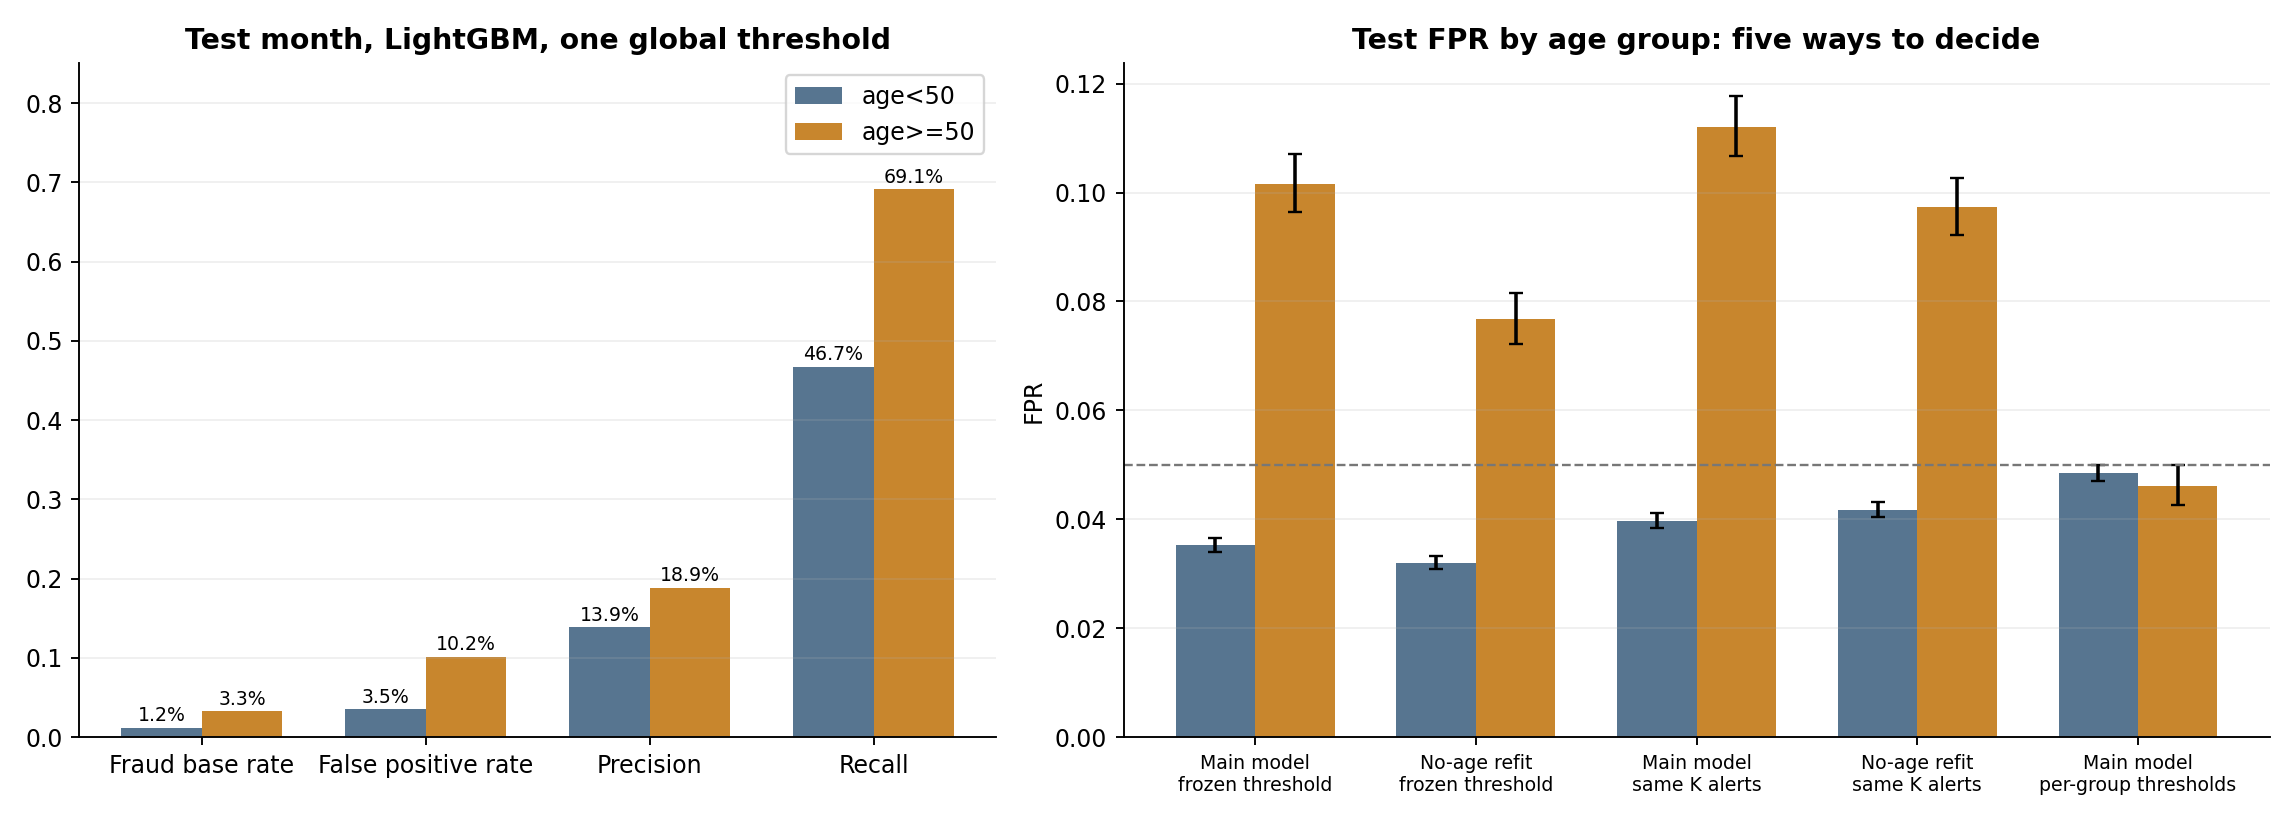 Test month, LightGBM, one global threshold
0.8
0.7
0.6
0.5
0.4
0.3
0.2
0.1
0.0
age<50
age>=50
1.2%
3.3%
3.5%
10.2%
13.9%
18.9%
46.7%
69.1%
Fraud base rate
False positive rate
Precision
Recall
Test FPR by age group: five ways to decide
FPR
0.12
0.10
0.08
0.06
0.04
0.02
0.00
Main model
frozen threshold
No-age refit
frozen threshold
Main model
same K alerts
No-age refit
same K alerts
Main model
per-group thresholds